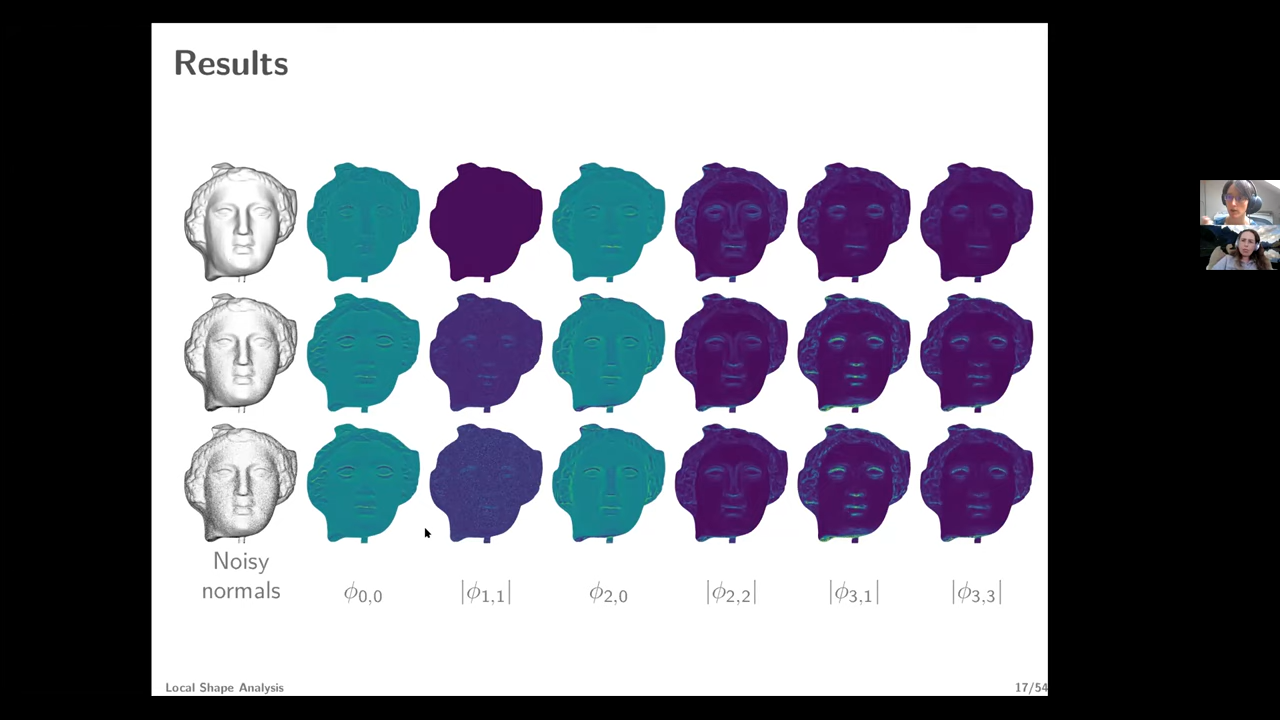 Results
Noisy
normals
ϕ0,0
|ϕ1,1|
ϕ2,0
|ϕ2,2|
|ϕ3,1|
|ϕ3,3|
Local Shape Analysis
17/54